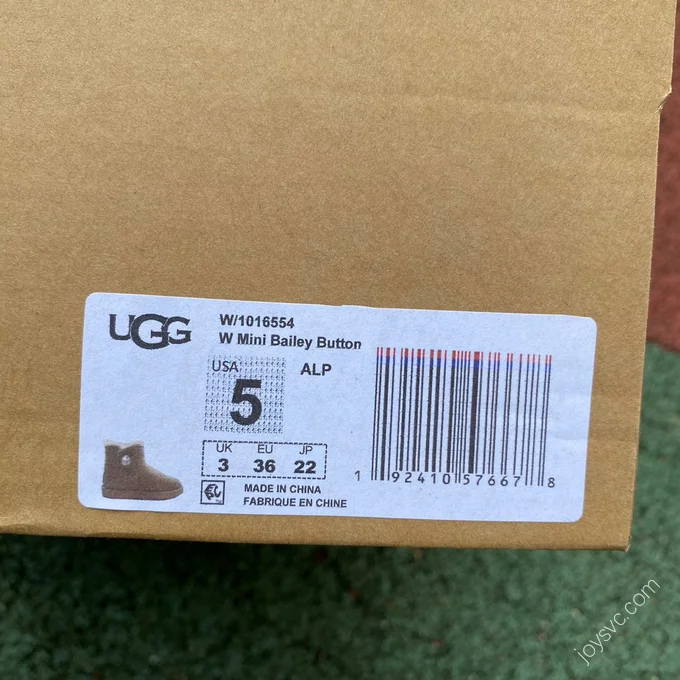 UGG
W/1016554
W Mini Bailey Button
USA
5
ALP
UK EU JP
3 36 22
MADE IN CHINA
FABRIQUE EN CHINE
1 92410 57667 8
joysvc.com